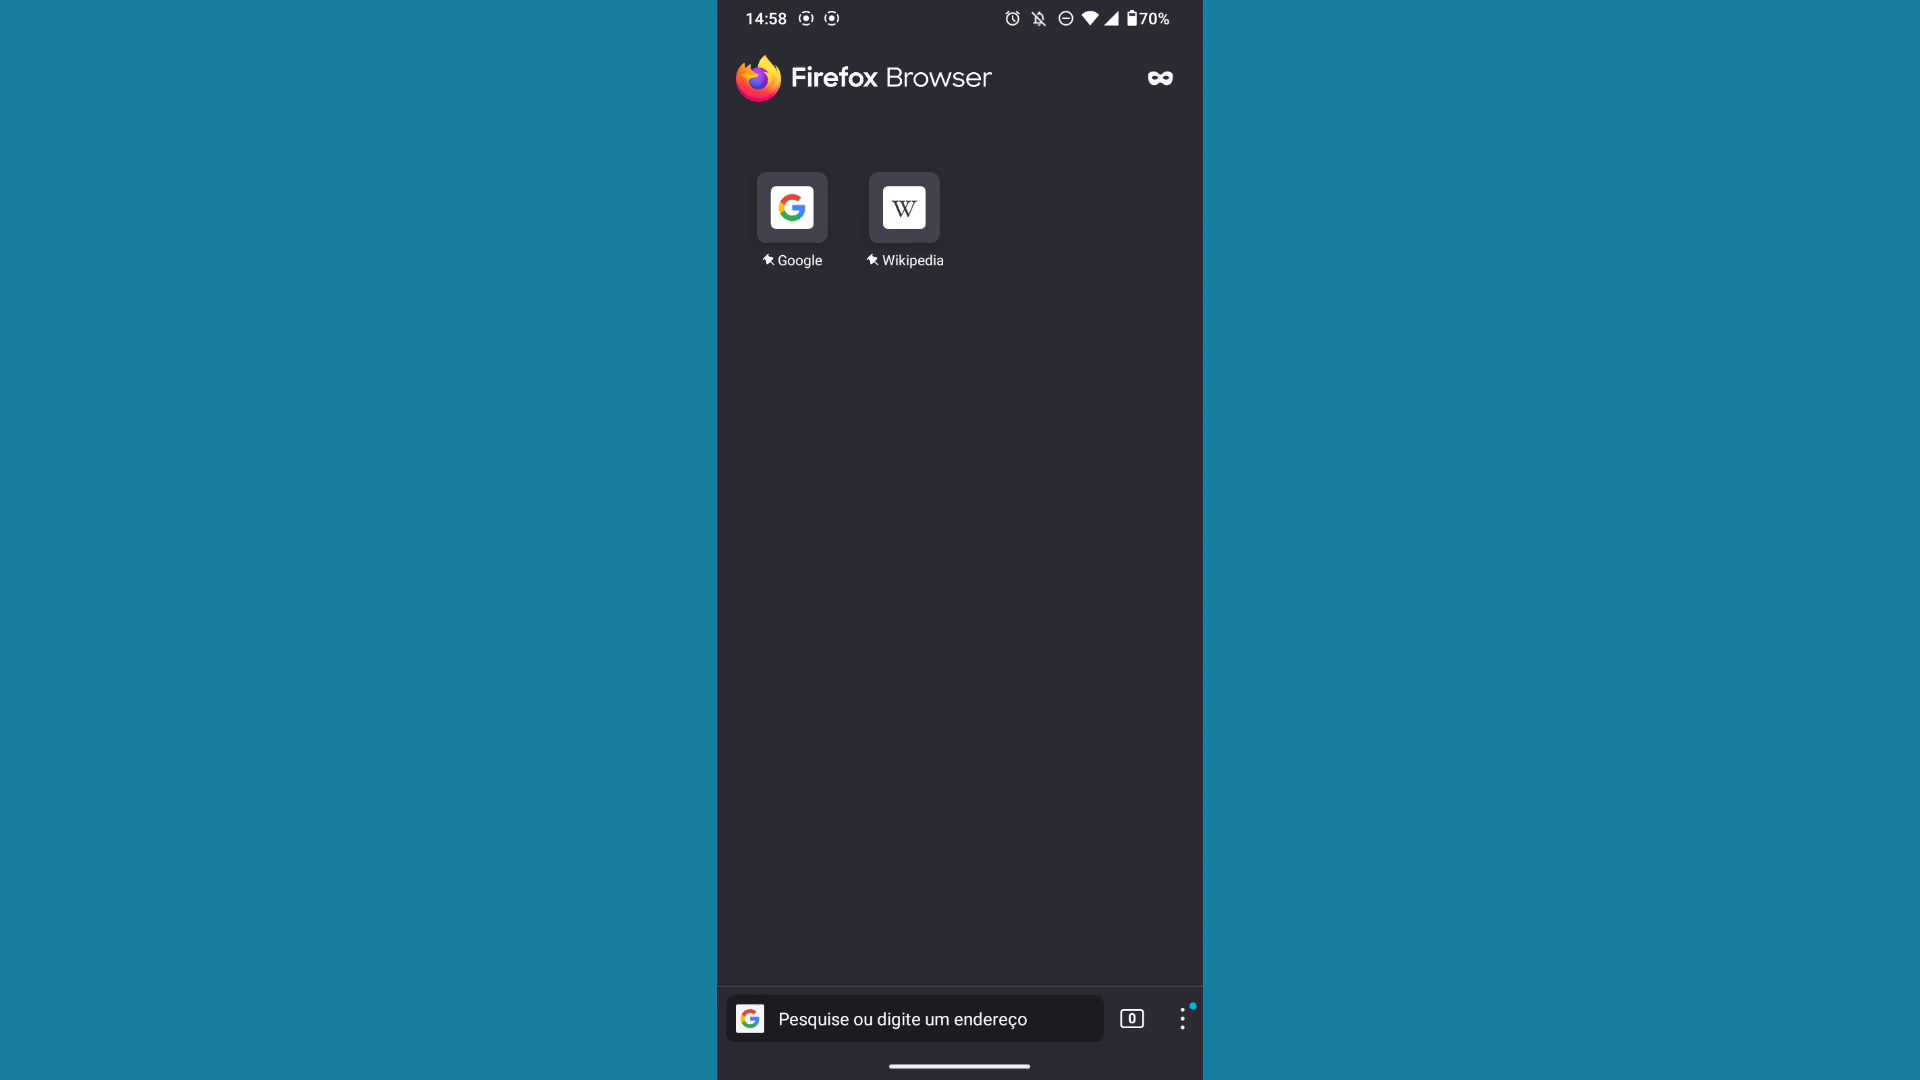 14:58 70%
Firefox Browser
W
Google Wikipedia
Pesquise ou digite um endereço 0